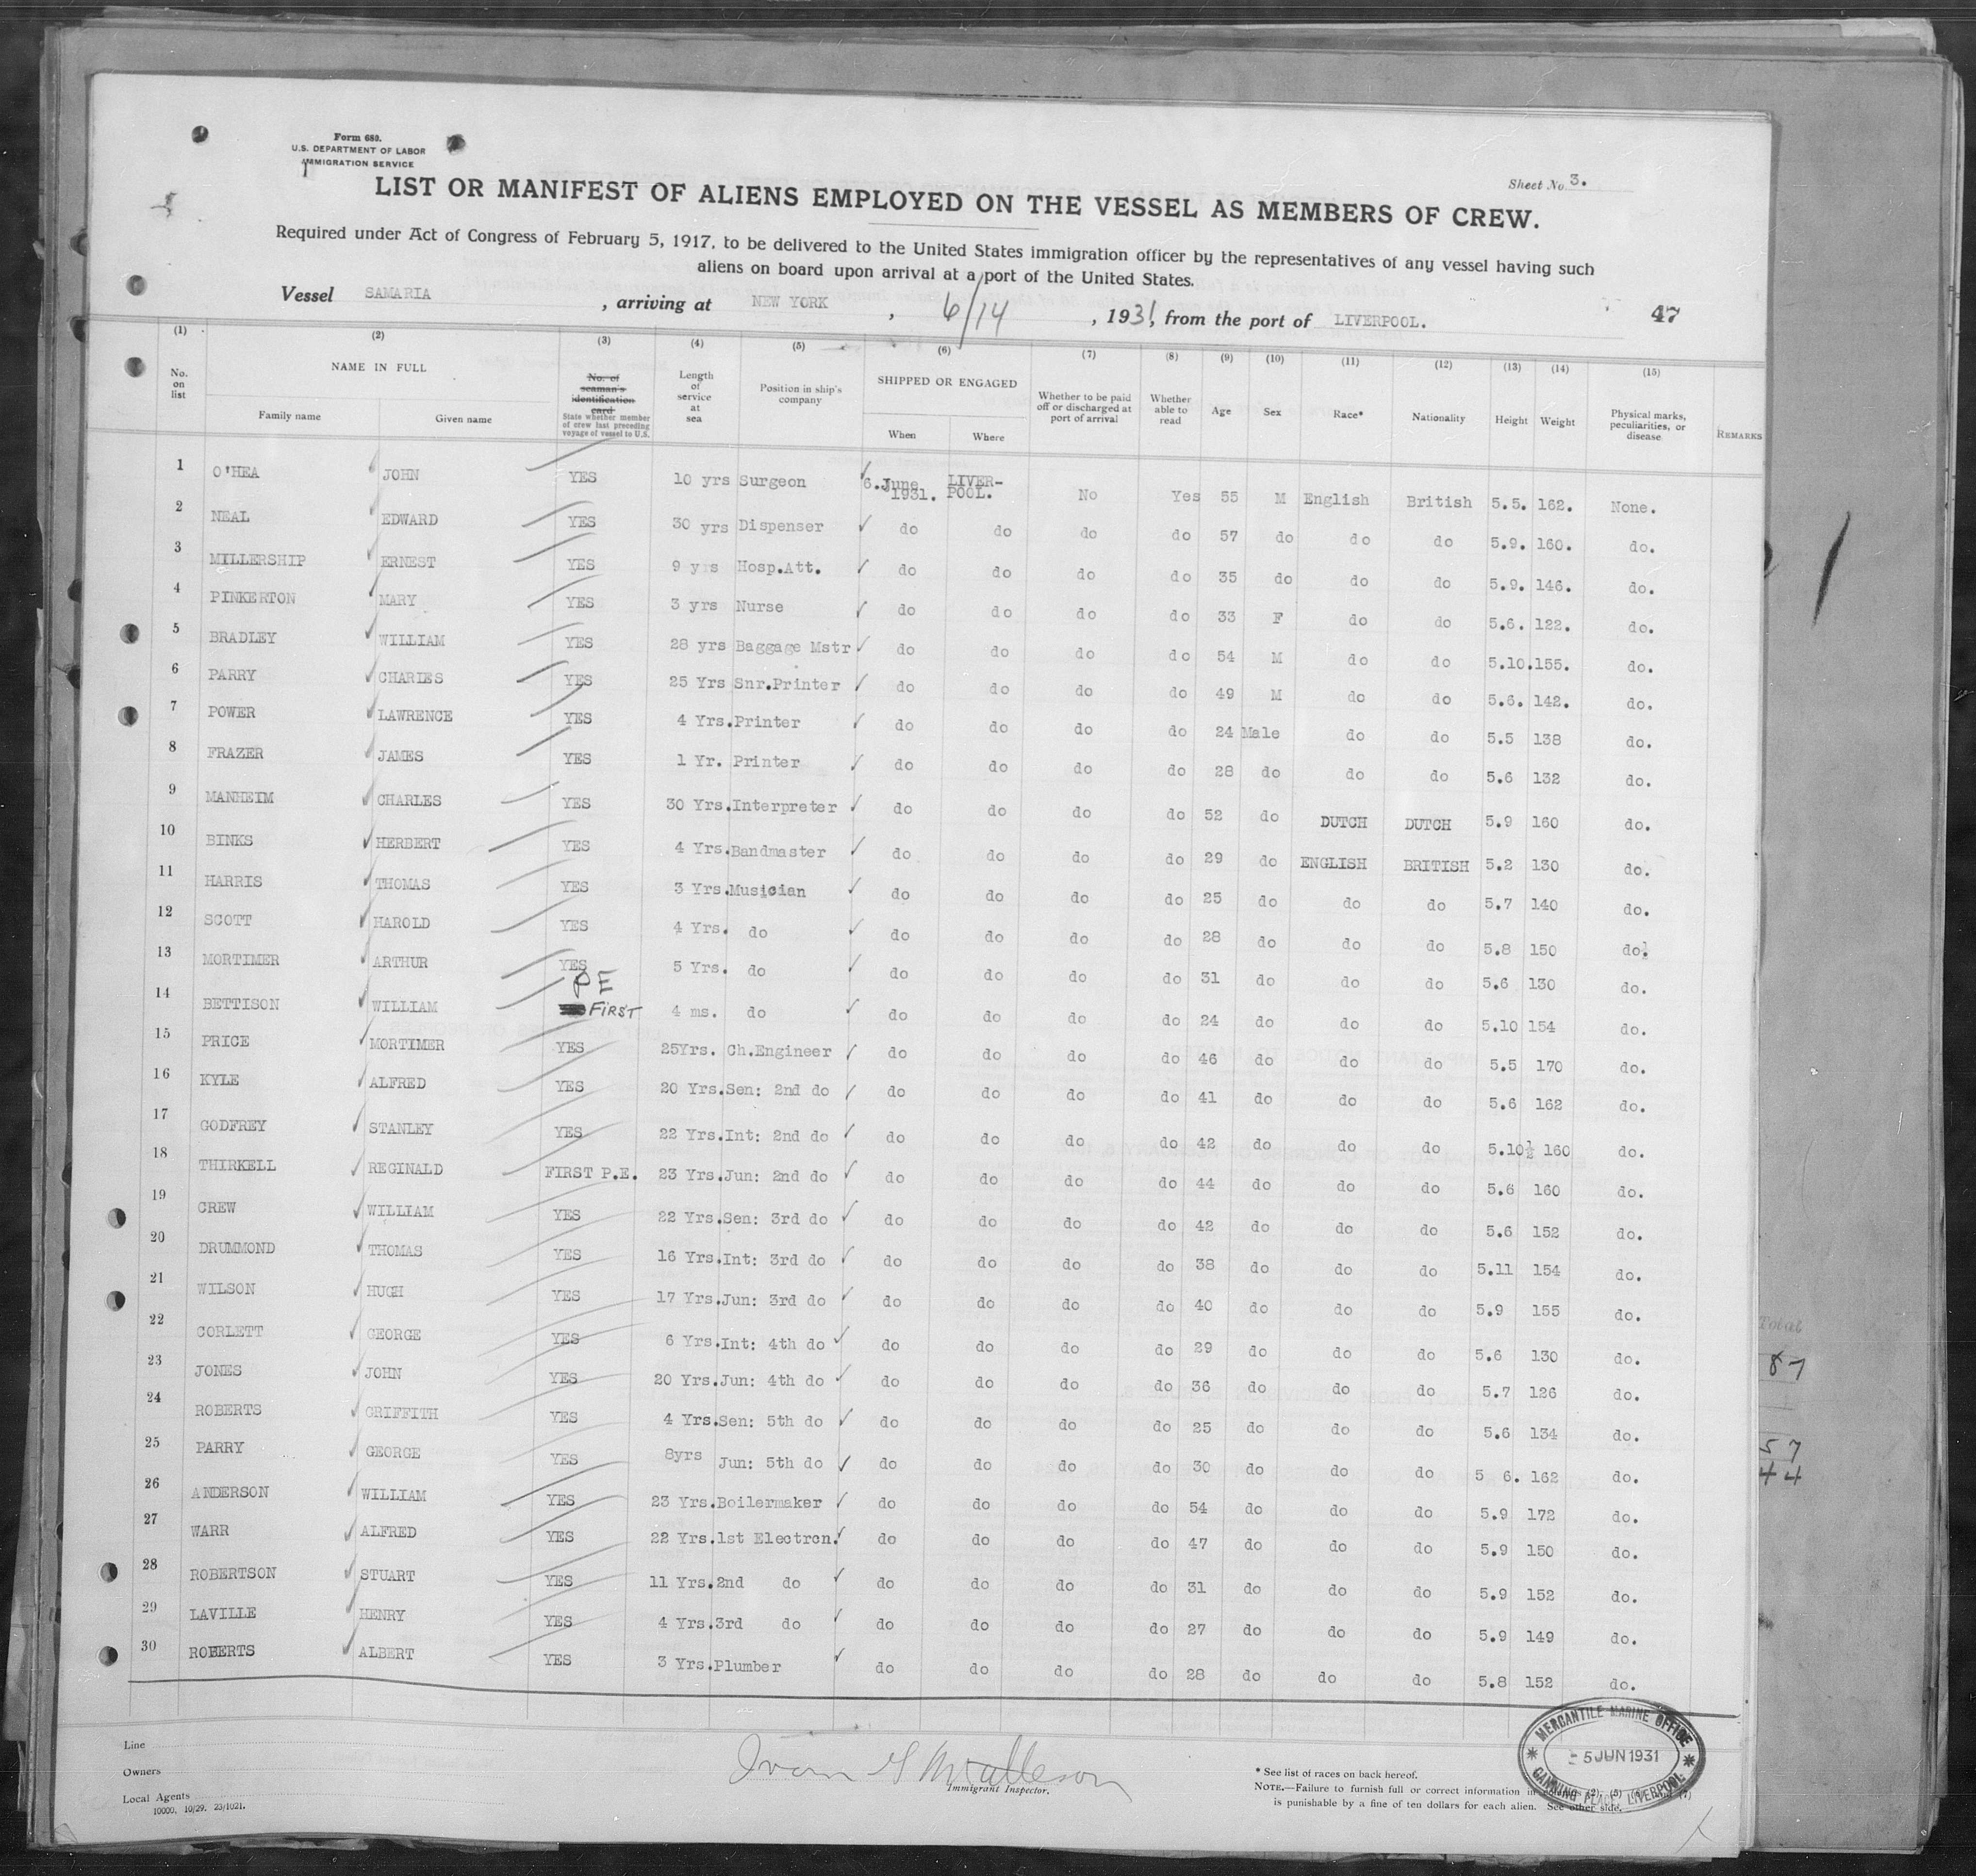 Form 689.
U.S. DEPARTMENT OF LABOR
IMMIGRATION SERVICE
Sheet No. 3.
LIST OR MANIFEST OF ALIENS EMPLOYED ON THE VESSEL AS MEMBERS OF CREW.
Required under Act of Congress of February 5, 1917, to be delivered to the United States immigration officer by the representatives of any vessel having such
aliens on board upon arrival at a port of the United States.
Vessel SAMARIA , arriving at NEW YORK , 6/14 , 1931, from the port of LIVERPOOL. 47
(1) (2) (3) (4) (5) (6) (7) (8) (9) (10) (11) (12) (13) (14) (15)
No. on list NAME IN FULL Family name Given name No. of seaman's identification card State whether member of crew last preceding voyage of vessel to U.S. Length of service at sea Position in ship's company SHIPPED OR ENGAGED When Where Whether to be paid off or discharged at port of arrival Whether able to read Age Sex Race* Nationality Height Weight Physical marks, peculiarities, or disease REMARKS
1 O'HEA JOHN YES 10 yrs Surgeon 6.June 1931. LIVER-POOL. No Yes 55 M English British 5.5. 162. None.
2 NEAL EDWARD YES 30 yrs Dispenser do do do do 57 do do do 5.9. 160. do.
3 MILLERSHIP ERNEST YES 9 yrs Hosp.Att. do do do do 35 do do do 5.9. 146. do.
4 PINKERTON MARY YES 3 yrs Nurse do do do do 33 F do do 5.6. 122. do.
5 BRADLEY WILLIAM YES 28 yrs Baggage Mstr do do do do 54 M do do 5.10. 155. do.
6 PARRY CHARLES YES 25 Yrs Snr.Printer do do do do 49 M do do 5.6. 142. do.
7 POWER LAWRENCE YES 4 Yrs. Printer do do do do 24 Male do do 5.5 138 do.
8 FRAZER JAMES YES 1 Yr. Printer do do do do 28 do do do 5.6 132 do.
9 MANHEIM CHARLES YES 30 Yrs. Interpreter do do do do 52 do DUTCH DUTCH 5.9 160 do.
10 BINKS HERBERT YES 4 Yrs. Bandmaster do do do do 29 do ENGLISH BRITISH 5.2 130 do.
11 HARRIS THOMAS YES 3 Yrs. Musician do do do do 25 do do do 5.7 140 do.
12 SCOTT HAROLD YES 4 Yrs. do do do do do 28 do do do 5.8 150 do.
13 MORTIMER ARTHUR YES 5 Yrs. do do do do do 31 do do do 5.6 130 do.
14 BETTISON WILLIAM PE FIRST 4 ms. do do do do do 24 do do do 5.10 154 do.
15 PRICE MORTIMER YES 25Yrs. Ch.Engineer do do do do 46 do do do 5.5 170 do.
16 KYLE ALFRED YES 20 Yrs. Sen: 2nd do do do do do 41 do do do 5.6 162 do.
17 GODFREY STANLEY YES 22 Yrs. Int: 2nd do do do do do 42 do do do 5.10½ 160 do.
18 THIRKELL REGINALD FIRST P.E. 23 Yrs. Jun: 2nd do do do do do 44 do do do 5.6 160 do.
19 CREW WILLIAM YES 22 Yrs. Sen: 3rd do do do do do 42 do do do 5.6 152 do.
20 DRUMMOND THOMAS YES 16 Yrs. Int: 3rd do do do do do 38 do do do 5.11 154 do.
21 WILSON HUGH YES 17 Yrs. Jun: 3rd do do do do do 40 do do do 5.9 155 do.
22 CORLETT GEORGE YES 6 Yrs. Int: 4th do do do do do 29 do do do 5.6 130 do.
23 JONES JOHN YES 20 Yrs. Jun: 4th do do do do do 36 do do do 5.7 126 do.
24 ROBERTS GRIFFITH YES 4 Yrs. Sen: 5th do do do do do 25 do do do 5.6 134 do.
25 PARRY GEORGE YES 8yrs Jun: 5th do do do do do 30 do do do 5 6. 162 do.
26 ANDERSON WILLIAM YES 23 Yrs. Boilermaker do do do do 54 do do do 5.9 172 do.
27 WARR ALFRED YES 22 Yrs. 1st Electrcn. do do do do 47 do do do 5.9 150 do.
28 ROBERTSON STUART YES 11 Yrs. 2nd do do do do do 31 do do do 5.9 152 do.
29 LAVILLE HENRY YES 4 Yrs. 3rd do do do do do 27 do do do 5.9 149 do.
30 ROBERTS ALBERT YES 3 Yrs. Plumber do do do do 28 do do do 5.8 152 do.
Total
87
57
44
Line
Owners
Local Agents
10000, 10/29. 23/1021.
Immigrant Inspector.
* See list of races on back hereof.
NOTE.—Failure to furnish full or correct information in columns (2), (5), (6) and (7)
is punishable by a fine of ten dollars for each alien. See other side.
MERCANTILE MARINE OFFICE
5 JUN 1931
CANNING PLACE LIVERPOOL